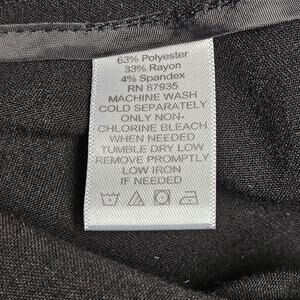 63% Polyester
33% Rayon
4% Spandex
RN 87935
MACHINE WASH
COLD SEPARATELY
ONLY NON-
CHLORINE BLEACH
WHEN NEEDED
TUMBLE DRY LOW
REMOVE PROMPTLY
LOW IRON
IF NEEDED